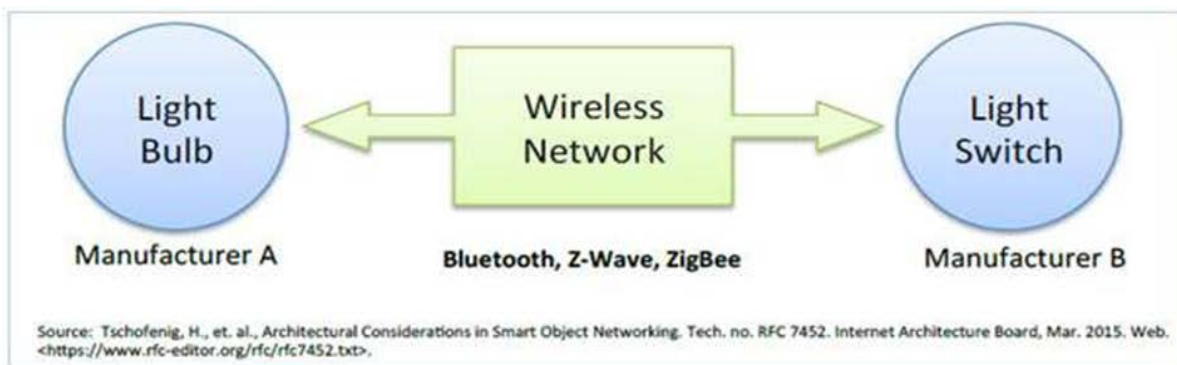 Light
Bulb
Wireless
Network
Light
Switch
Manufacturer A
Bluetooth, Z-Wave, ZigBee
Manufacturer B
Source: Tschofenig, H., et. al., Architectural Considerations in Smart Object Networking. Tech. no. RFC 7452. Internet Architecture Board, Mar. 2015. Web.
<https://www.rfc-editor.org/rfc/rfc7452.txt>.